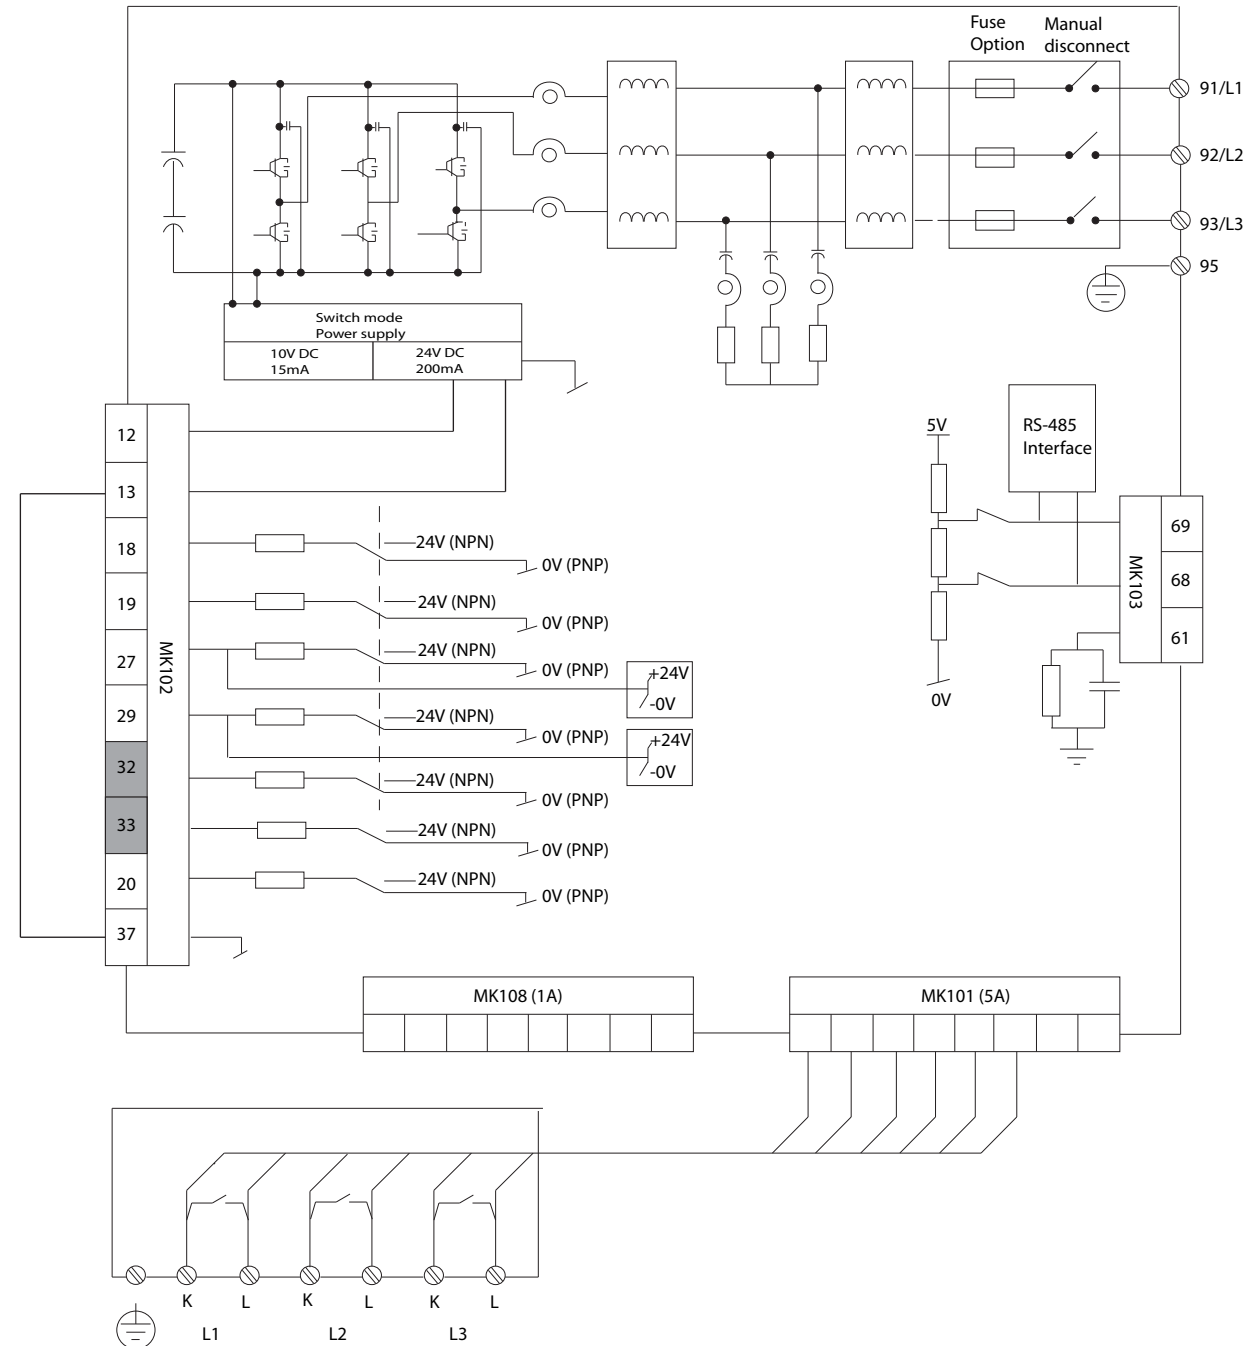 Fuse Option
Manual disconnect
91/L1
92/L2
93/L3
95
Switch mode
Power supply
10V DC
15mA
24V DC
200mA
12
13
18
19
27
29
32
33
20
37
MK102
24V (NPN)
0V (PNP)
24V (NPN)
0V (PNP)
24V (NPN)
0V (PNP)
+24V
-0V
24V (NPN)
0V (PNP)
+24V
-0V
24V (NPN)
0V (PNP)
24V (NPN)
0V (PNP)
24V (NPN)
0V (PNP)
5V
RS-485
Interface
0V
MK103
69
68
61
MK108 (1A)
MK101 (5A)
K
L
K
L
K
L
L1
L2
L3